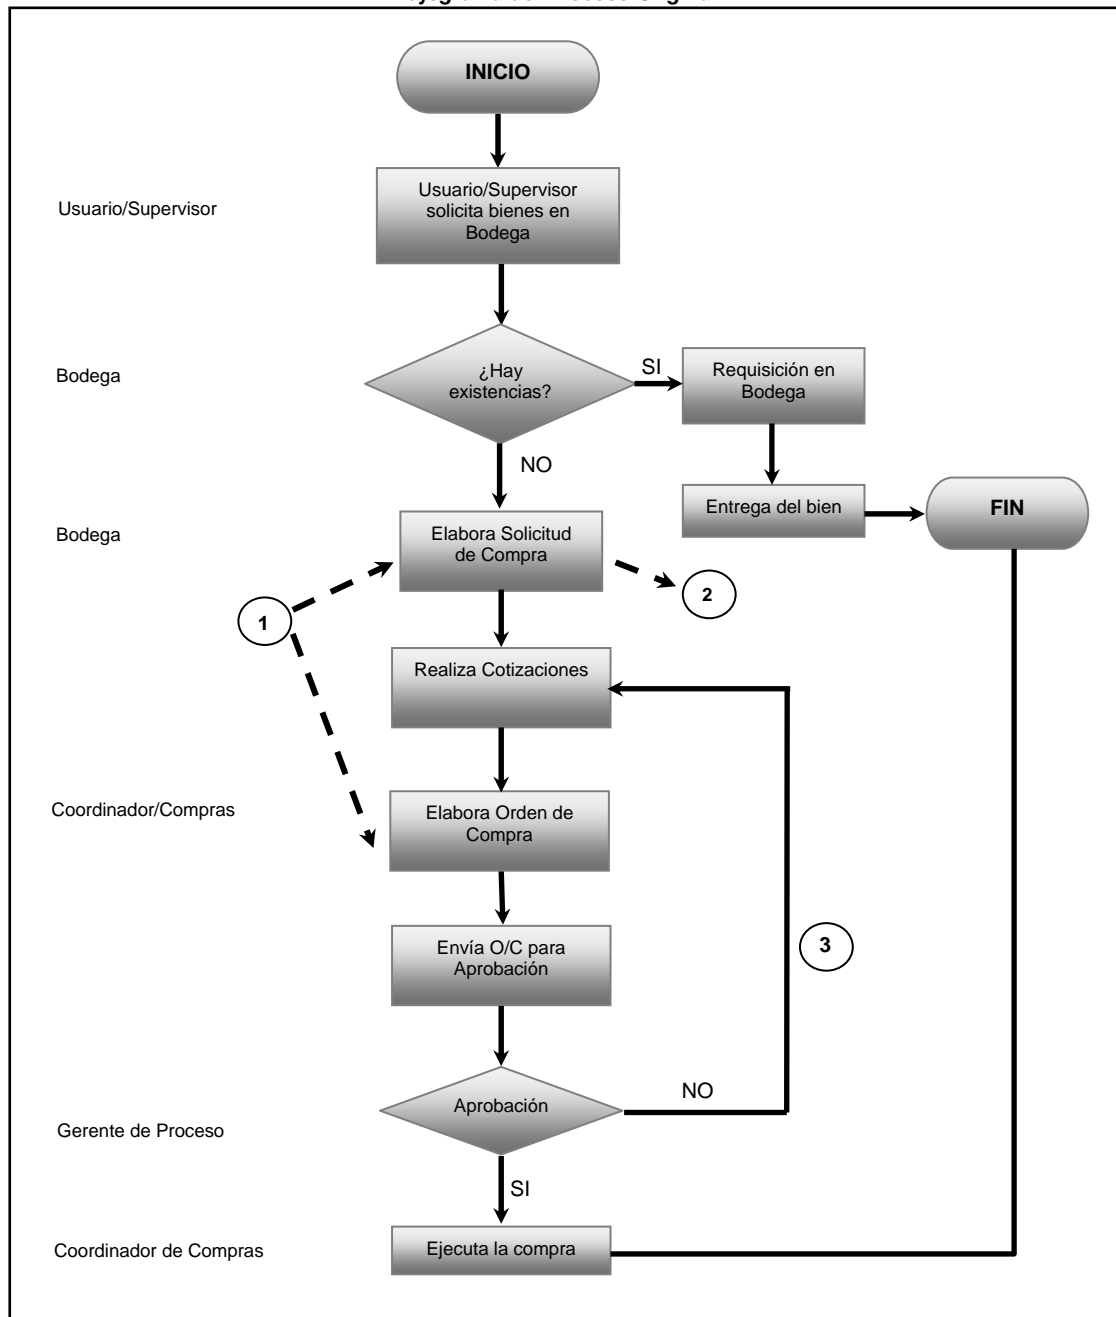 INICIO
Usuario/Supervisor
Usuario/Supervisor
solicita bienes en
Bodega
Bodega
¿Hay
existencias?
SI
Requisición en
Bodega
NO
Entrega del bien
FIN
Bodega
Elabora Solicitud
de Compra
1
2
Realiza Cotizaciones
Coordinador/Compras
Elabora Orden de
Compra
Envía O/C para
Aprobación
3
Aprobación
NO
Gerente de Proceso
SI
Coordinador de Compras
Ejecuta la compra